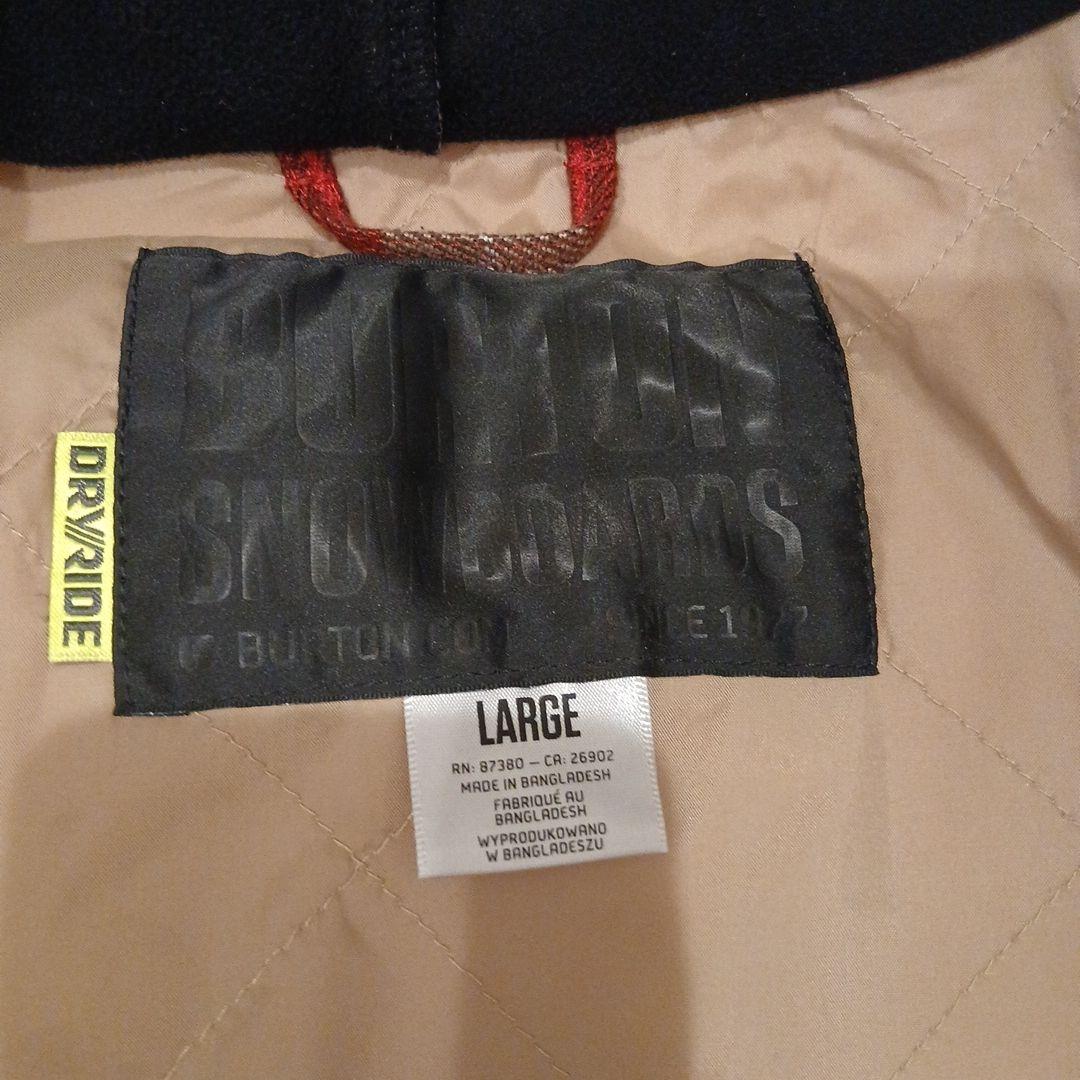 BURTON
SNOWBOARDS
BURTON.COM SINCE 1977
DRY//RIDE
LARGE
RN: 87380 — CA: 26902
MADE IN BANGLADESH
FABRIQUÉ AU
BANGLADESH
WYPRODUKOWANO
W BANGLADESZU